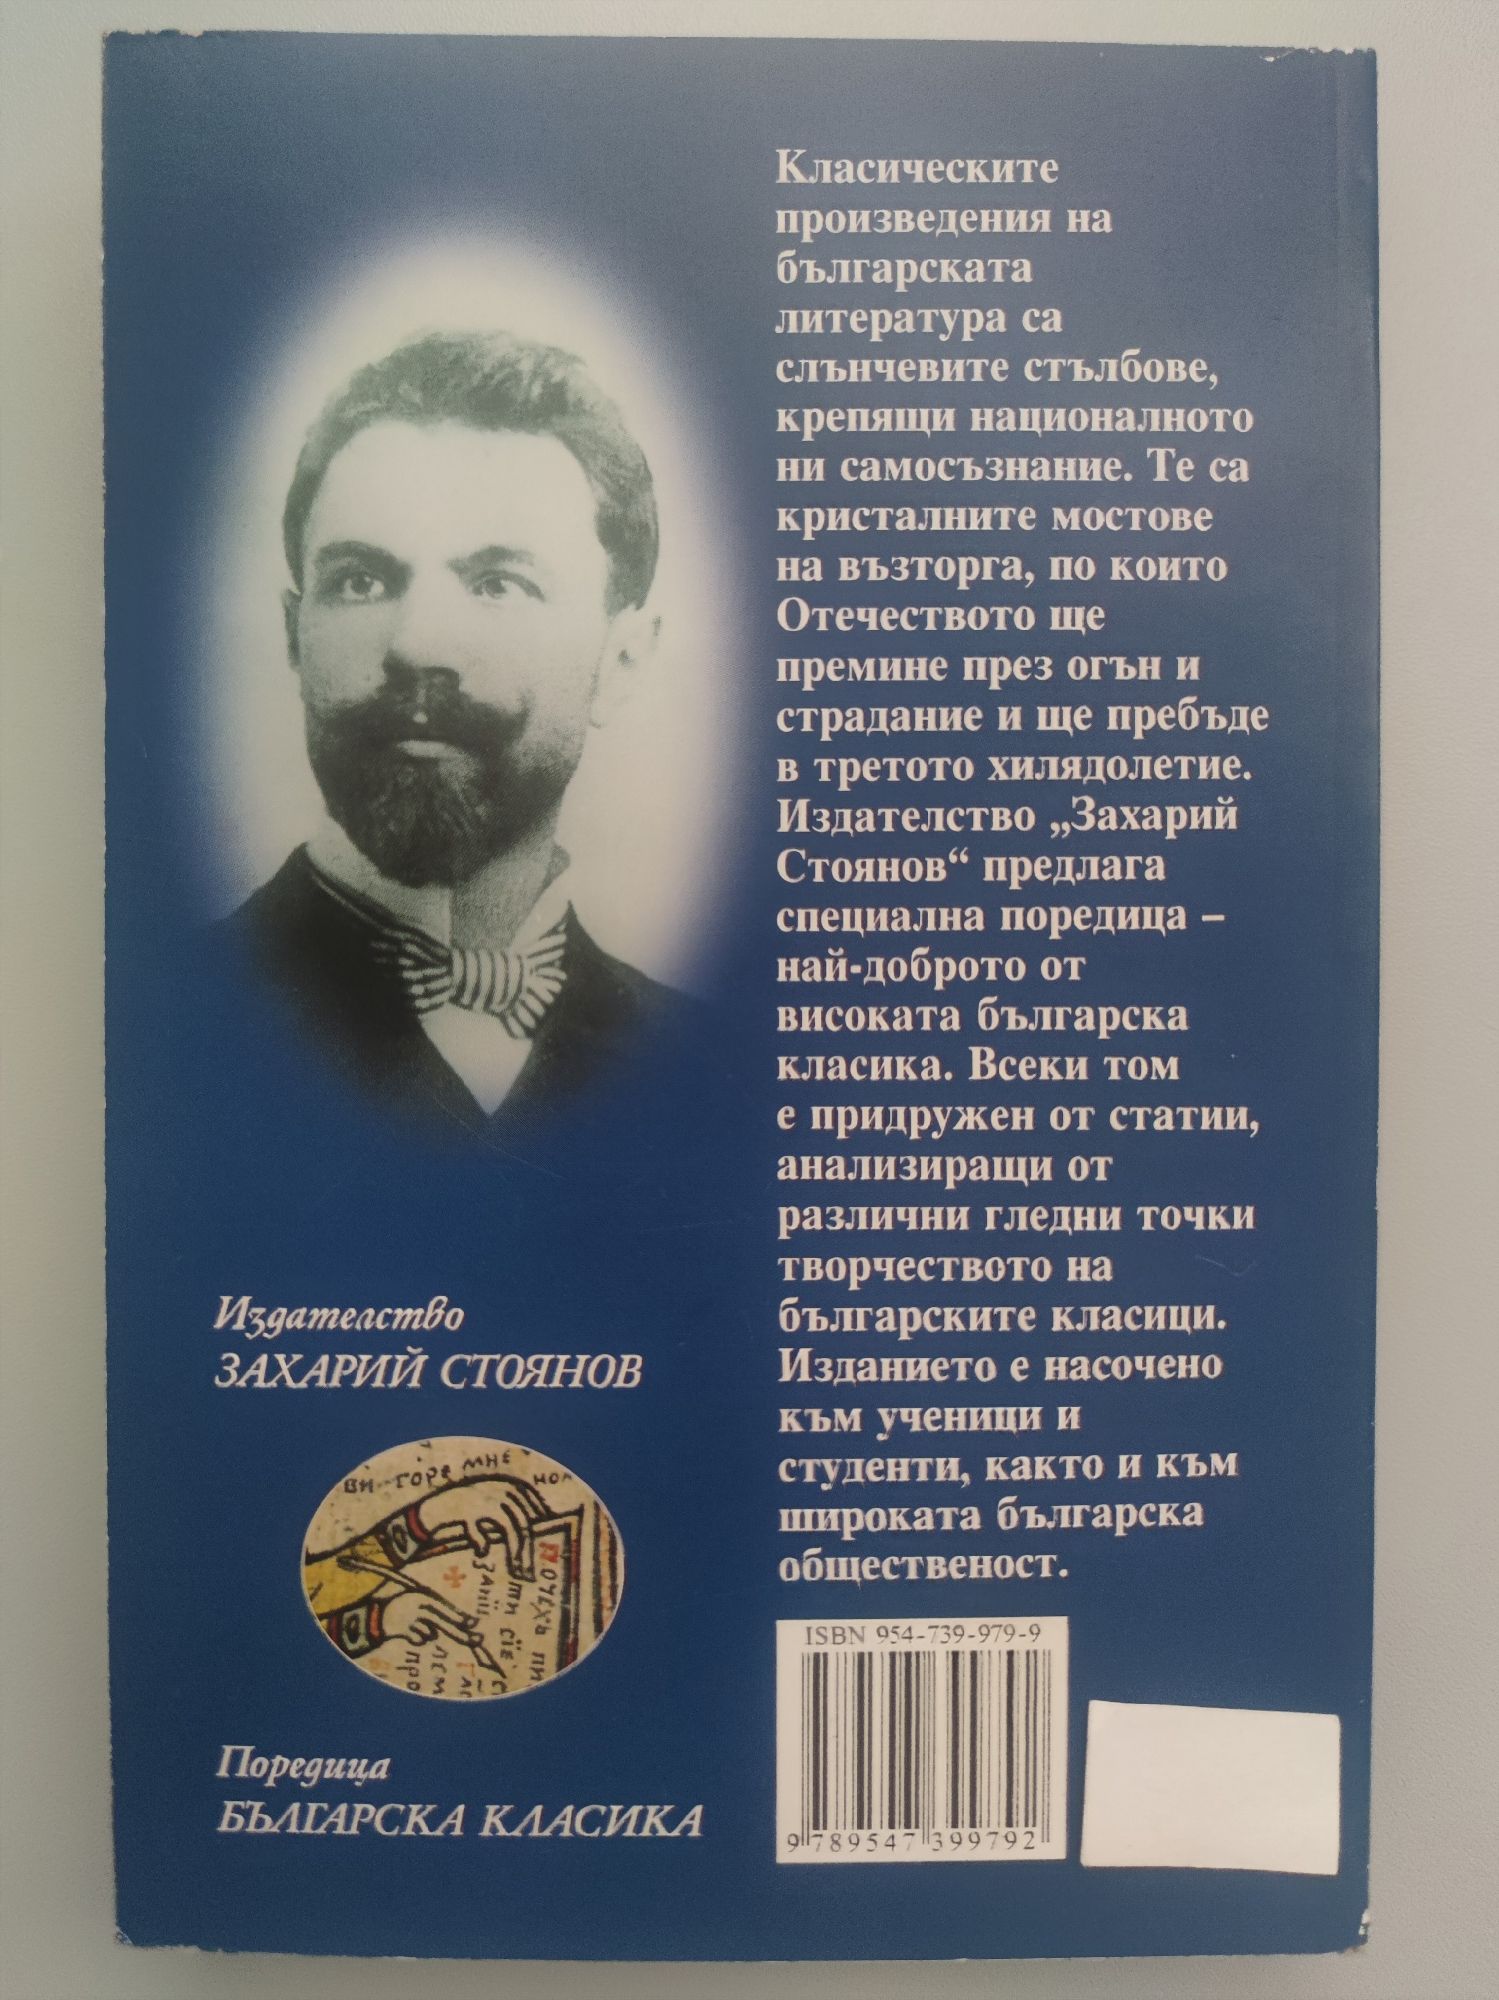 Класическите
произведения на
българската
литература са
слънчевите стълбове,
крепящи националното
ни самосъзнание. Те са
кристалните мостове
на възторга, по които
Отечеството ще
премине през огън и
страдание и ще пребъде
в третото хилядолетие.
Издателство „Захарий
Стоянов“ предлага
специална поредица –
най-доброто от
високата българска
класика. Всеки том
е придружен от статии,
анализиращи от
различни гледни точки
творчеството на
българските класици.
Изданието е насочено
към ученици и
студенти, както и към
широката българска
общественост.
Издателство
ЗАХАРИЙ СТОЯНОВ
ви горе мне
Поредица
БЪЛГАРСКА КЛАСИКА
ISBN 954-739-979-9
9 789547 399792